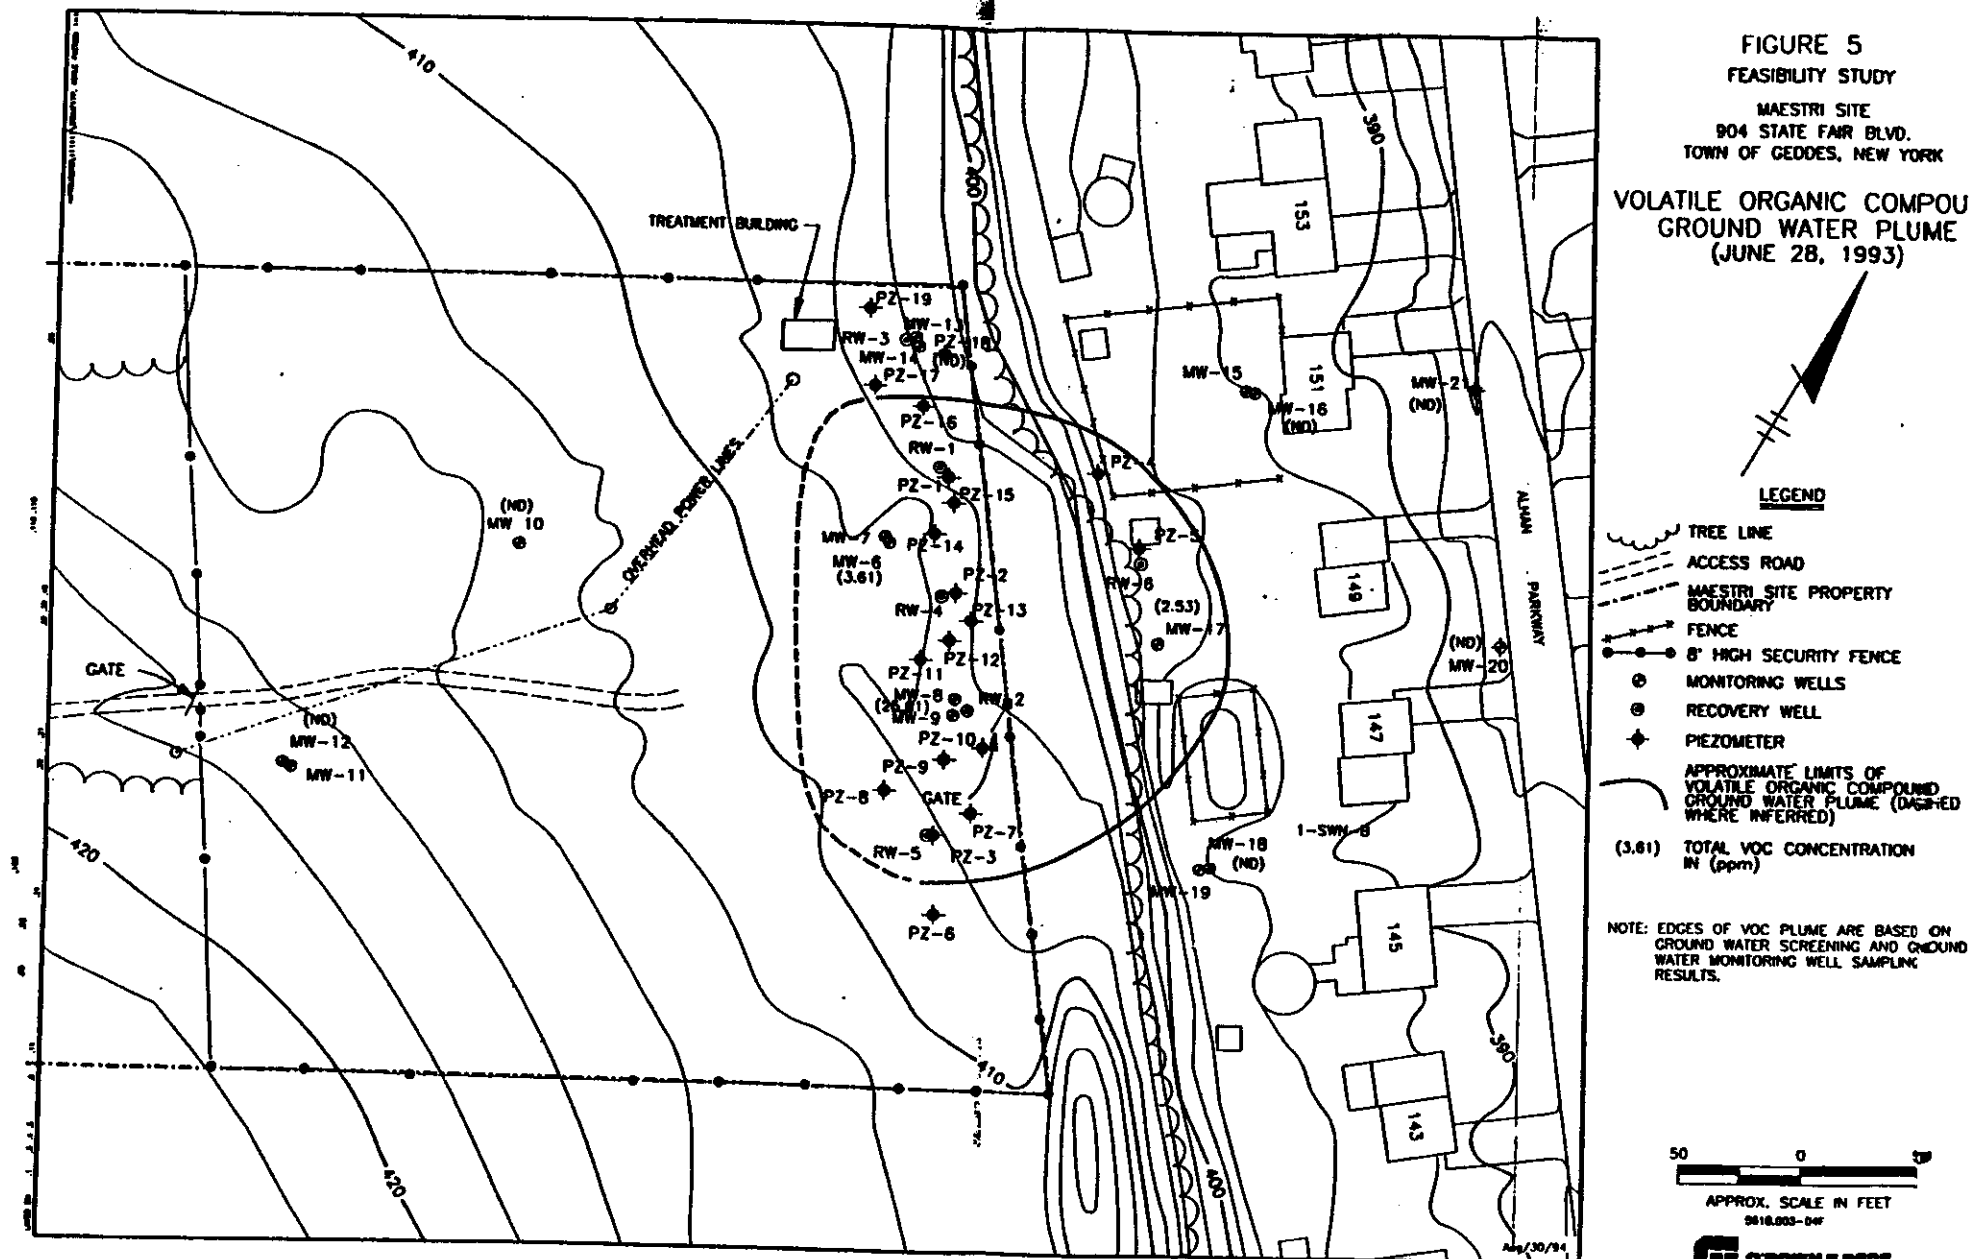 FIGURE 5
FEASIBILITY STUDY
MAESTRI SITE
904 STATE FAIR BLVD.
TOWN OF GEDDES, NEW YORK
VOLATILE ORGANIC COMPOU
GROUND WATER PLUME
(JUNE 28, 1993)
LEGEND
TREE LINE
ACCESS ROAD
MAESTRI SITE PROPERTY
BOUNDARY
FENCE
8' HIGH SECURITY FENCE
MONITORING WELLS
RECOVERY WELL
PIEZOMETER
APPROXIMATE LIMITS OF
VOLATILE ORGANIC COMPOUND
GROUND WATER PLUME (DASHED
WHERE INFERRED)
(3.61) TOTAL VOC CONCENTRATION
IN (ppm)
NOTE: EDGES OF VOC PLUME ARE BASED ON
GROUND WATER SCREENING AND GROUND
WATER MONITORING WELL SAMPLING
RESULTS.
50 0
APPROX. SCALE IN FEET
9618.003-04F
Aug/30/94
410
400
390
153
TREATMENT BUILDING
PZ-19
RW-3
MW-14
PZ-18
(ND)
PZ-17
PZ-16
MW-15
151
MW-16
(ND)
MW-21
(ND)
RW-1
PZ-4
PZ-1
PZ-15
OVERHEAD POWER LINES
(ND)
MW 10
MW-7
PZ-14
MW-6
(3.61)
PZ-5
ALMAN PARKWAY
PZ-2
RW-6
149
RW-4
PZ-13
(2.53)
MW-17
PZ-12
(ND)
MW-20
GATE
PZ-11
MW-8
RW-2
MW-9
147
(ND)
MW-12
MW-11
PZ-10
PZ-9
PZ-8
GATE
PZ-7
RW-5
PZ-3
MW-18
(ND)
MW-19
420
PZ-6
145
390
410
143
420
400